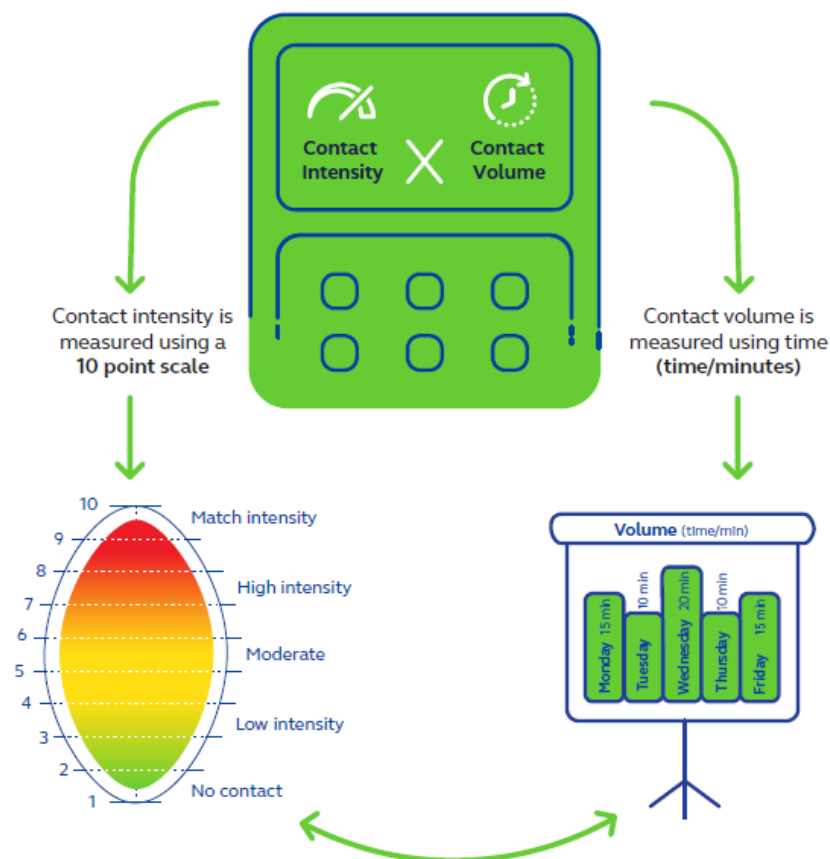 Contact
Intensity
X
Contact
Volume
Contact intensity is
measured using a
10 point scale
Contact volume is
measured using time
(time/minutes)
10
Match intensity
9
8
High intensity
7
6
Moderate
5
4
Low intensity
3
2
No contact
1
Volume (time/min)
Monday 15 min
Tuesday 10 min
Wednesday 20 min
Thursday 10 min
Friday 15 min